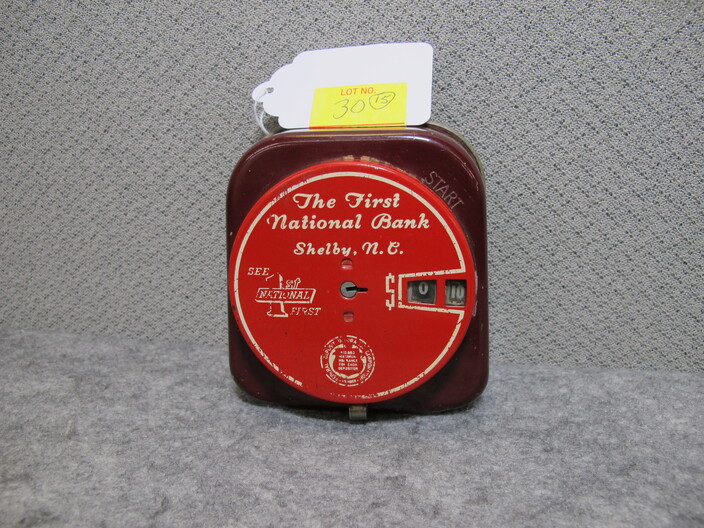 LOT NO.
30 15
START
The First
National Bank
Shelby, N.C.
SEE
1st
NATIONAL
FIRST
$ 0 10